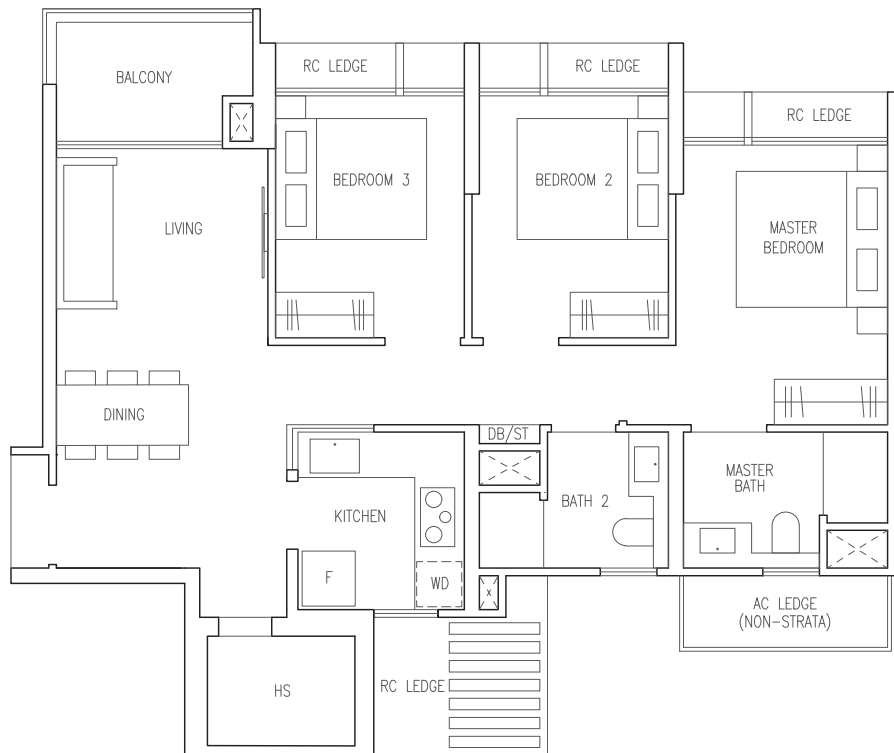 BALCONY
RC LEDGE
RC LEDGE
RC LEDGE
BEDROOM 3
BEDROOM 2
LIVING
MASTER
BEDROOM
DINING
DB/ST
MASTER
BATH
BATH 2
KITCHEN
F
WD
AC LEDGE
(NON-STRATA)
HS
RC LEDGE